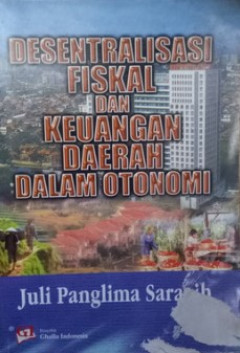 DESENTRALISASI
FISKAL
DAN
KEUANGAN
DAERAH
DALAM OTONOMI
Juli Panglima Saragih
Ghalia Indonesia